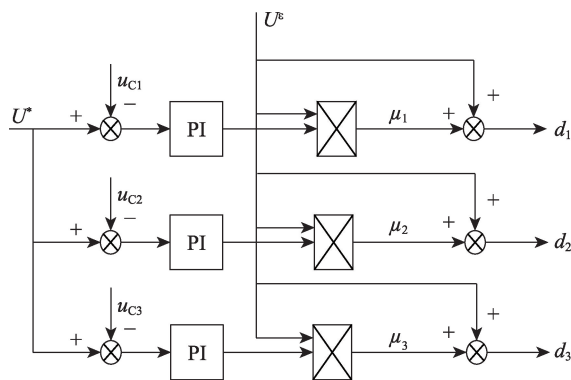 U^ε
u_C1
−
U*
+
PI
μ₁
+
+
d₁
u_C2
−
+
PI
μ₂
+
+
d₂
u_C3
−
+
PI
μ₃
+
+
d₃